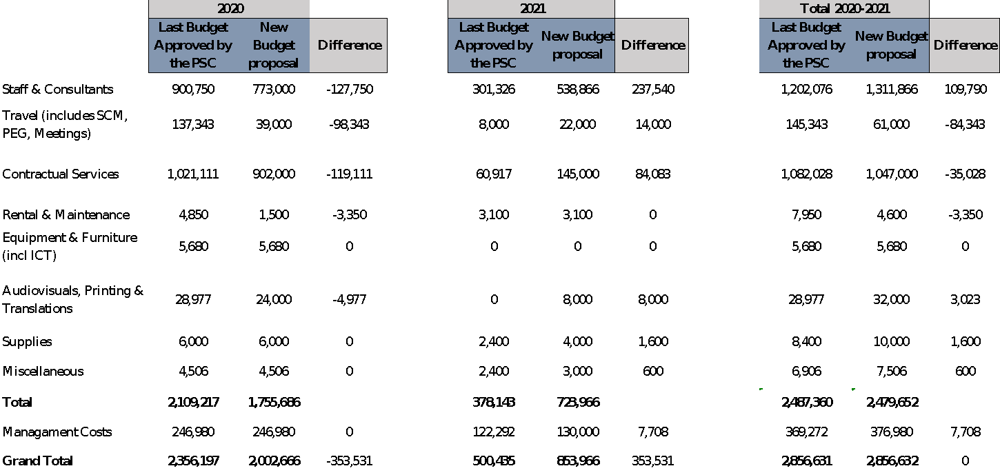 2020 2021 Total 2020-2021
Last Budget Approved by the PSC New Budget proposal Difference Last Budget Approved by the PSC New Budget proposal Difference Last Budget Approved by the PSC New Budget proposal Difference
Staff & Consultants 900,750 773,000 -127,750 301,326 538,866 237,540 1,202,076 1,311,866 109,790
Travel (includes SCM, PEG, Meetings) 137,343 39,000 -98,343 8,000 22,000 14,000 145,343 61,000 -84,343
Contractual Services 1,021,111 902,000 -119,111 60,917 145,000 84,083 1,082,028 1,047,000 -35,028
Rental & Maintenance 4,850 1,500 -3,350 3,100 3,100 0 7,950 4,600 -3,350
Equipment & Furniture (incl ICT) 5,680 5,680 0 0 0 0 5,680 5,680 0
Audiovisuals, Printing & Translations 28,977 24,000 -4,977 0 8,000 8,000 28,977 32,000 3,023
Supplies 6,000 6,000 0 2,400 4,000 1,600 8,400 10,000 1,600
Miscellaneous 4,506 4,506 0 2,400 3,000 600 6,906 7,506 600
Total 2,109,217 1,755,686 378,143 723,966 2,487,360 2,479,652
Managament Costs 246,980 246,980 0 122,292 130,000 7,708 369,272 376,980 7,708
Grand Total 2,356,197 2,002,666 -353,531 500,435 853,966 353,531 2,856,631 2,856,632 0